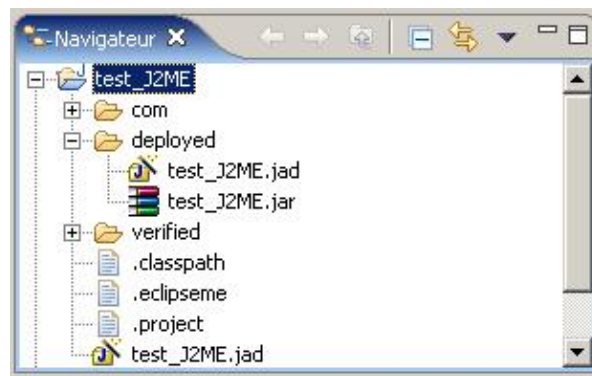 Navigateur
test_J2ME
com
deployed
test_J2ME.jad
test_J2ME.jar
verified
.classpath
.eclipseme
.project
test_J2ME.jad